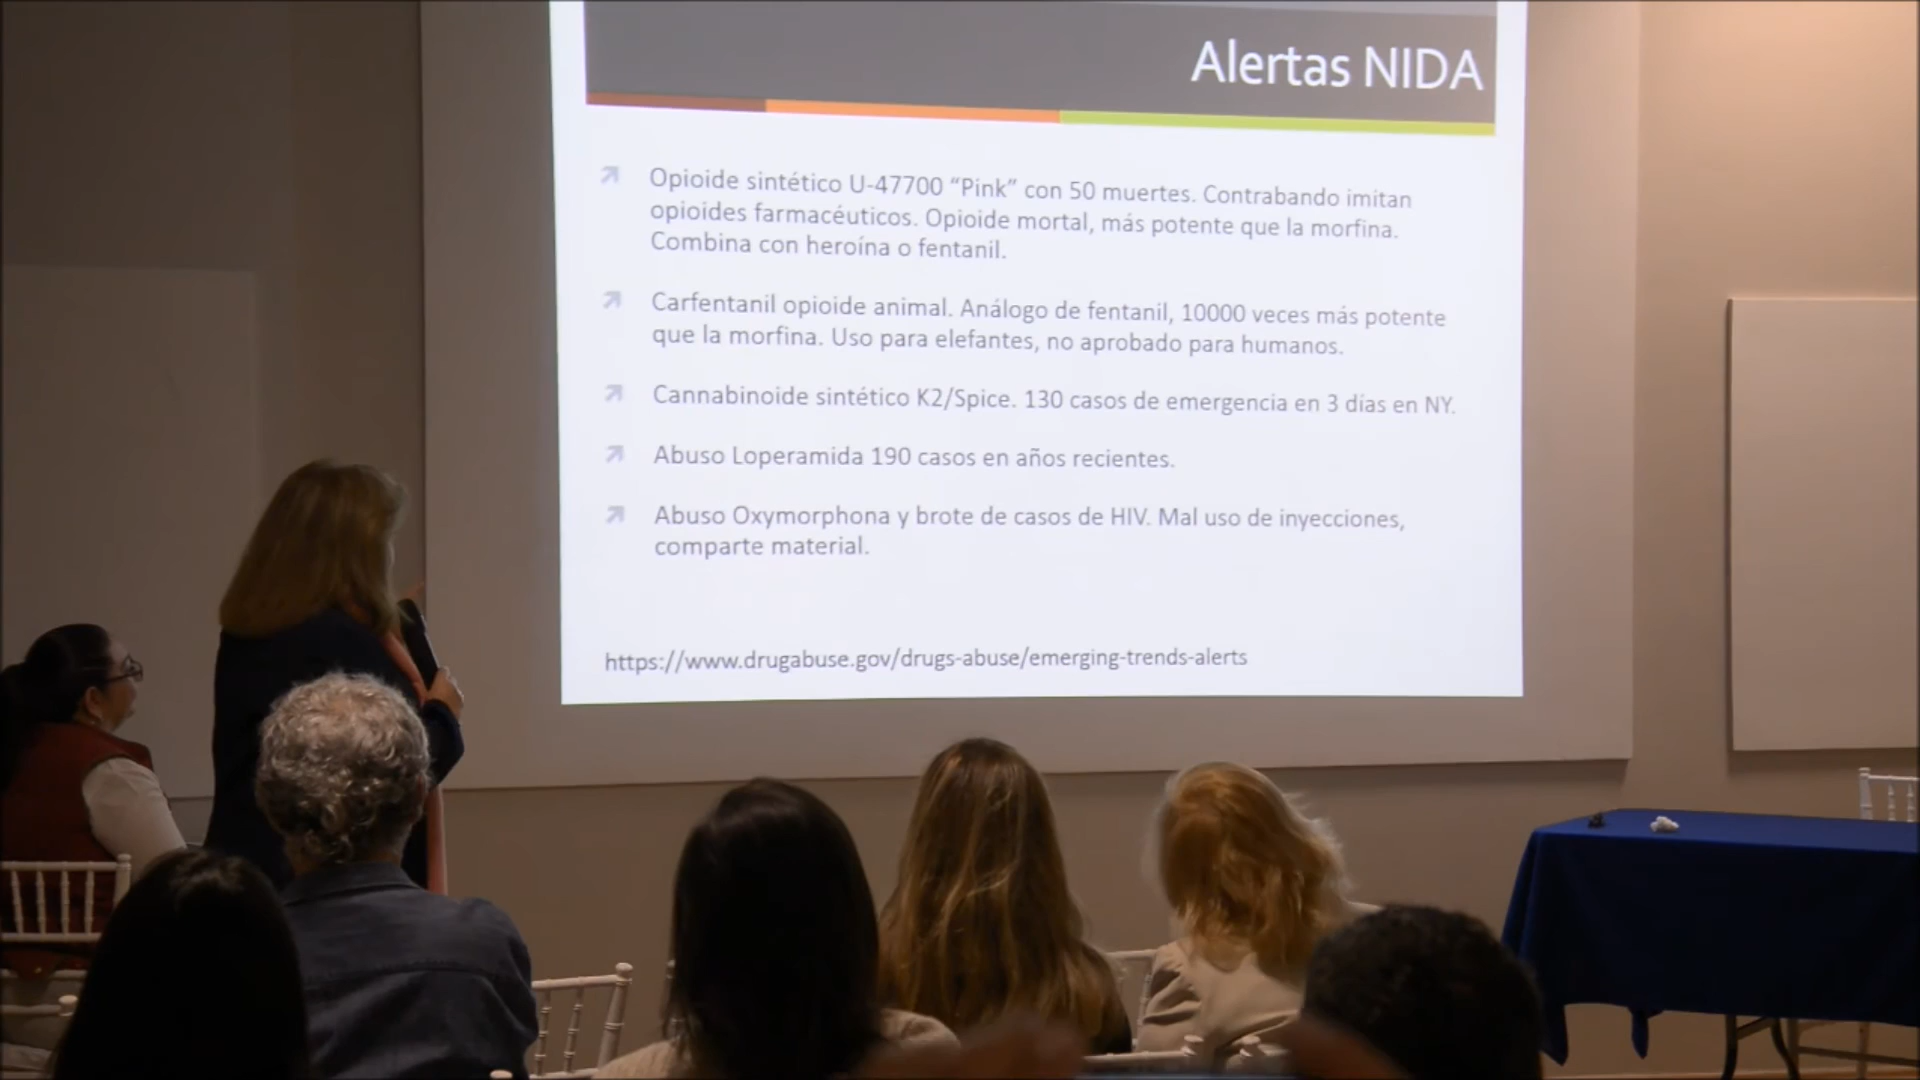 Alertas NIDA
Opioide sintético U-47700 “Pink” con 50 muertes. Contrabando imitan
opioides farmacéuticos. Opioide mortal, más potente que la morfina.
Combina con heroína o fentanil.
Carfentanil opioide animal. Análogo de fentanil, 10000 veces más potente
que la morfina. Uso para elefantes, no aprobado para humanos.
Cannabinoide sintético K2/Spice. 130 casos de emergencia en 3 días en NY.
Abuso Loperamida 190 casos en años recientes.
Abuso Oxymorphona y brote de casos de HIV. Mal uso de inyecciones,
comparte material.
https://www.drugabuse.gov/drugs-abuse/emerging-trends-alerts